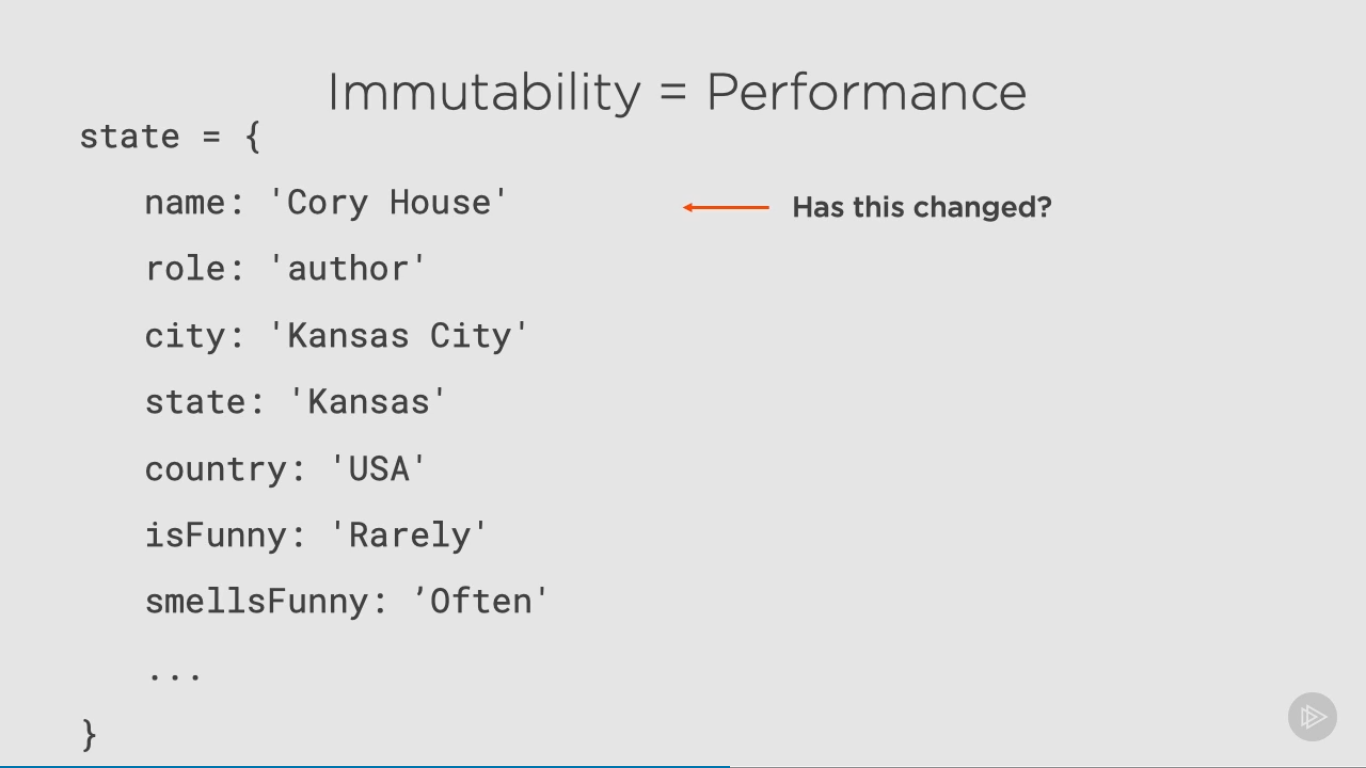 Immutability = Performance
state = {
name: 'Cory House'
Has this changed?
role: 'author'
city: 'Kansas City'
state: 'Kansas'
country: 'USA'
isFunny: 'Rarely'
smellsFunny: ’Often'
...
}